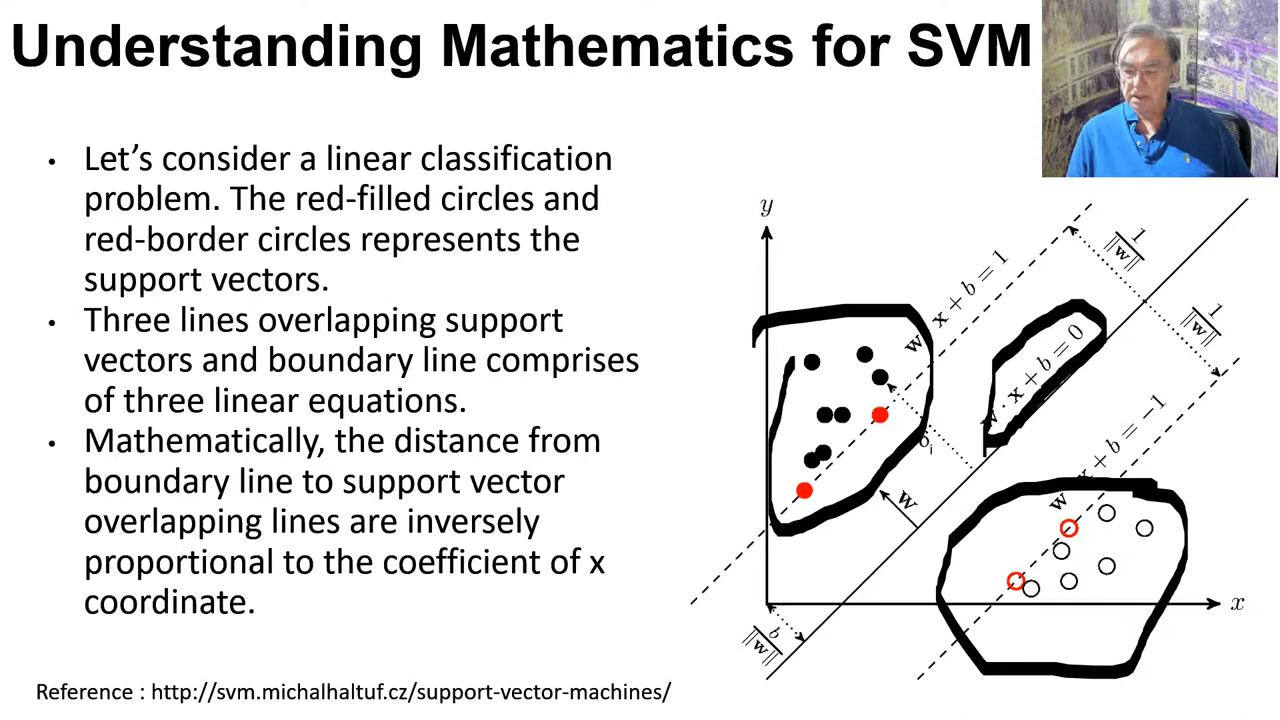 Understanding Mathematics for SVM
• Let’s consider a linear classification
problem. The red-filled circles and
red-border circles represents the
support vectors.
• Three lines overlapping support
vectors and boundary line comprises
of three linear equations.
• Mathematically, the distance from
boundary line to support vector
overlapping lines are inversely
proportional to the coefficient of x
coordinate.
Reference : http://svm.michalhaltuf.cz/support-vector-machines/
y
w x + b = 1
1/‖w‖
1/‖w‖
w · x + b = 0
w x + b = −1
w
b/‖w‖
x